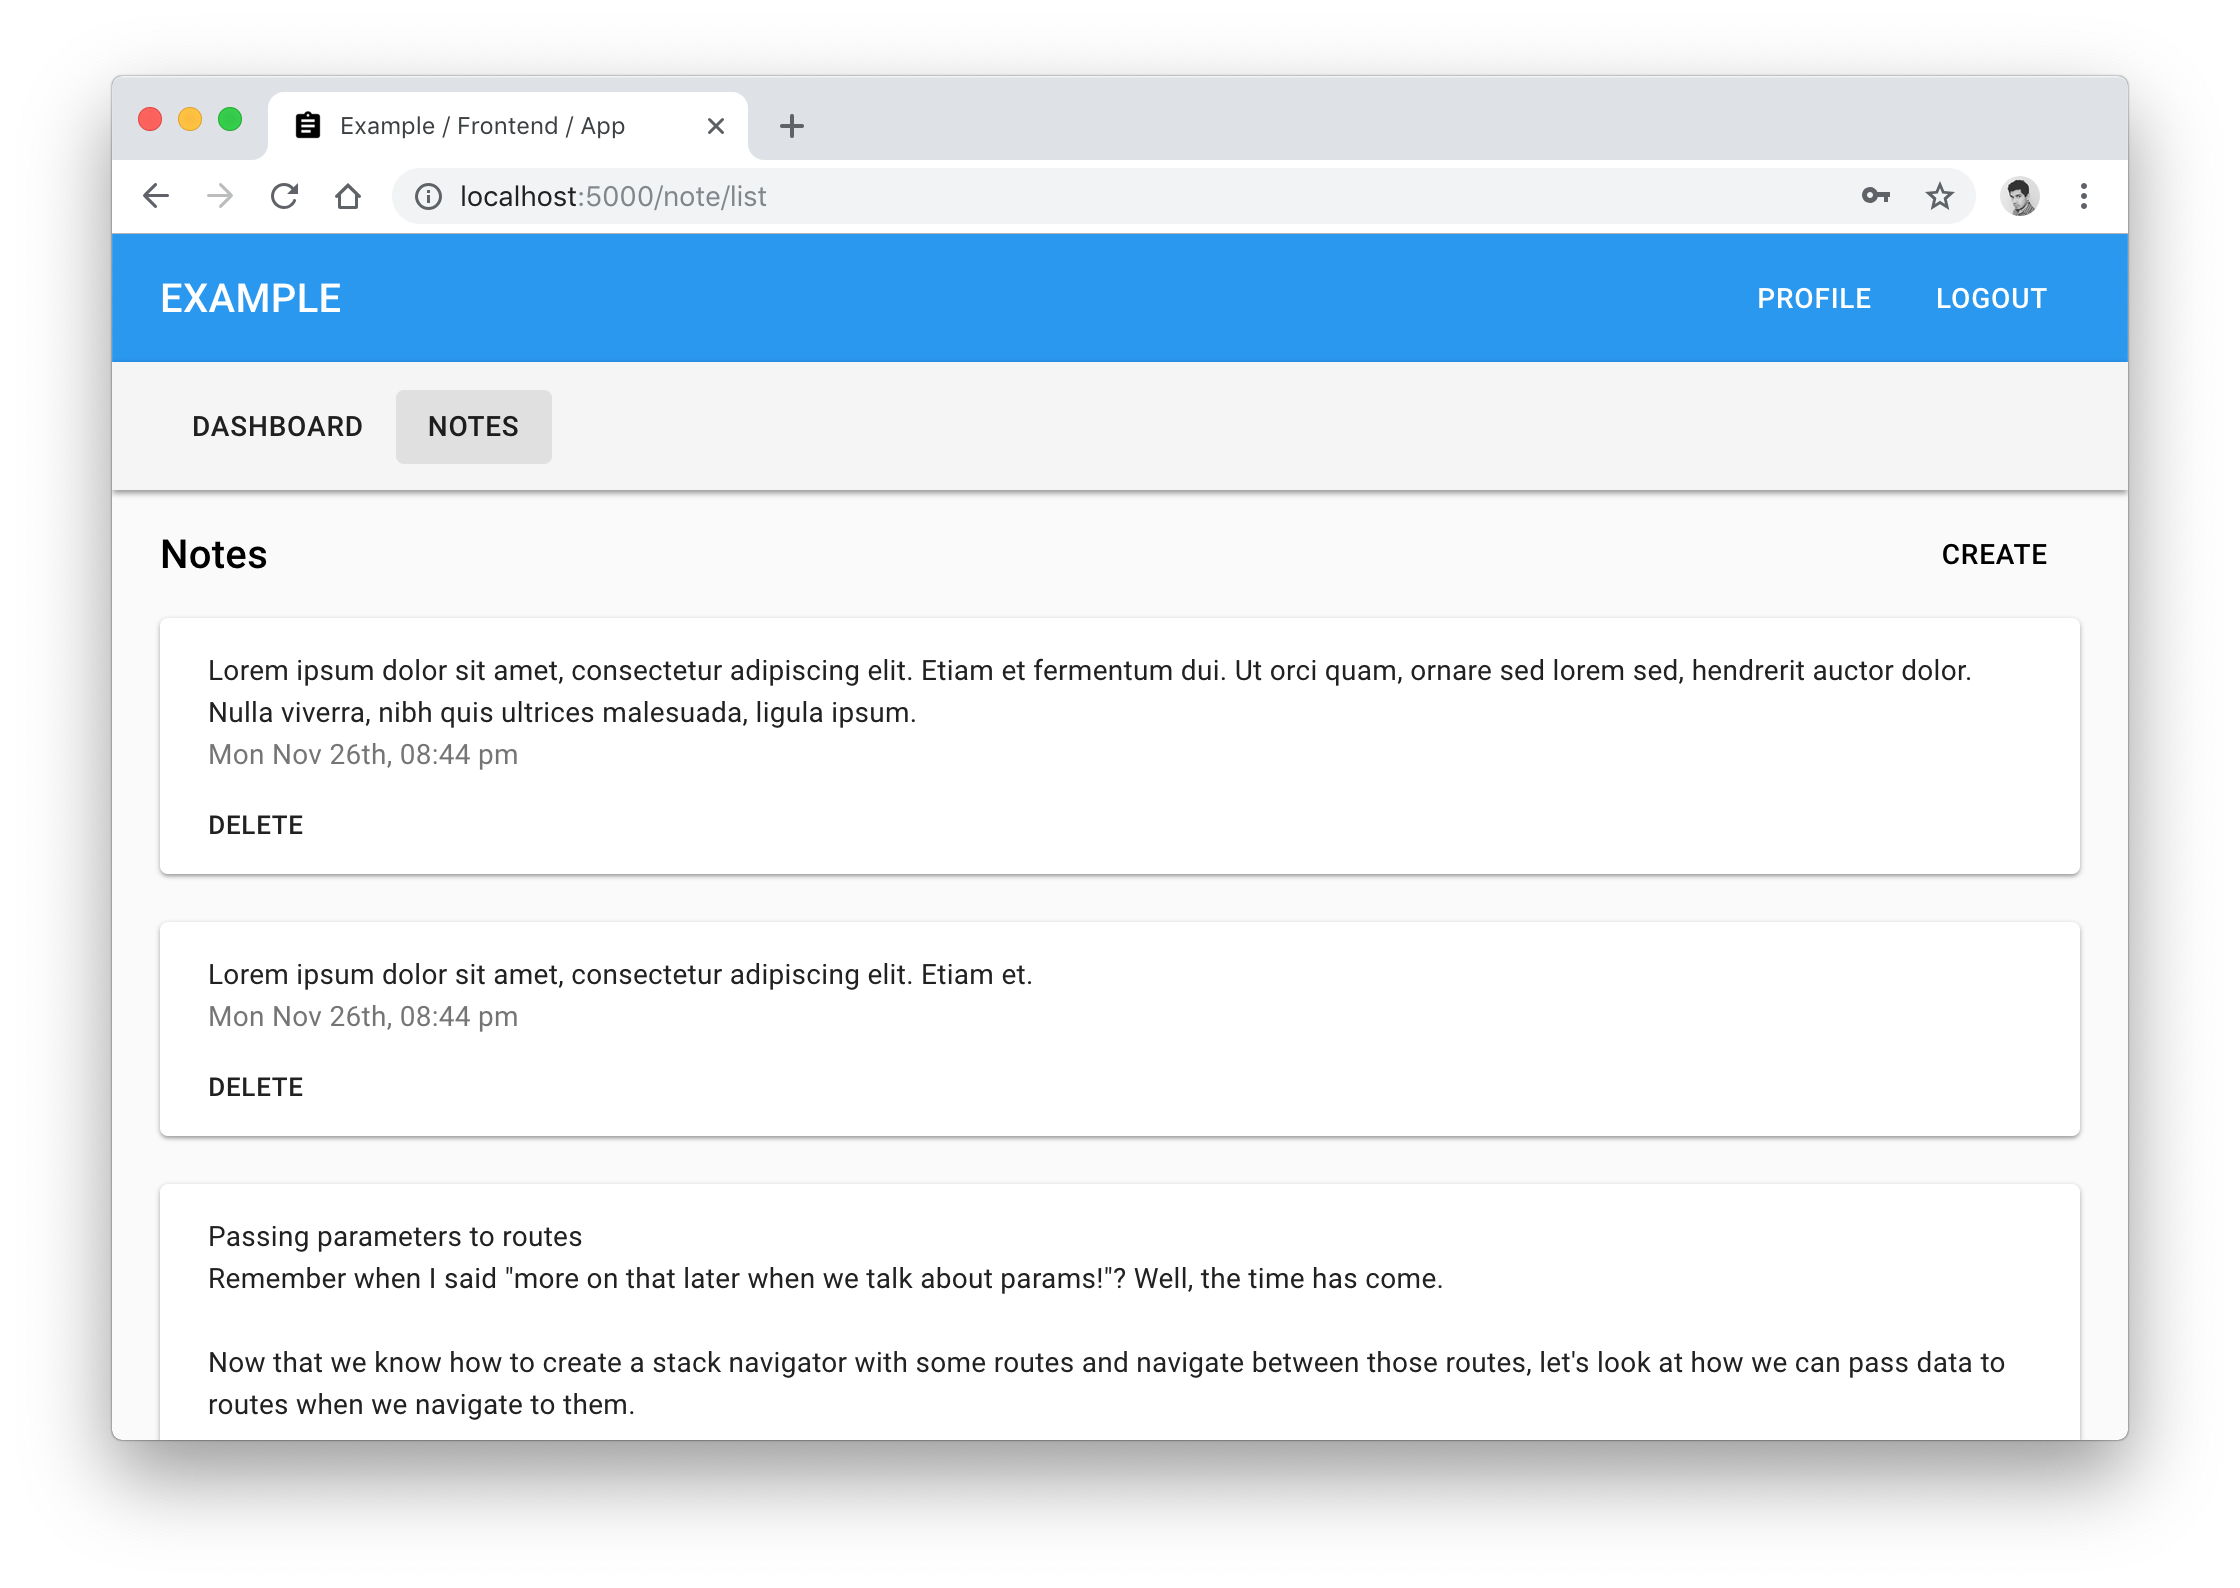 Example / Frontend / App
localhost:5000/note/list
EXAMPLE
PROFILE
LOGOUT
DASHBOARD
NOTES
Notes
CREATE
Lorem ipsum dolor sit amet, consectetur adipiscing elit. Etiam et fermentum dui. Ut orci quam, ornare sed lorem sed, hendrerit auctor dolor.
Nulla viverra, nibh quis ultrices malesuada, ligula ipsum.
Mon Nov 26th, 08:44 pm
DELETE
Lorem ipsum dolor sit amet, consectetur adipiscing elit. Etiam et.
Mon Nov 26th, 08:44 pm
DELETE
Passing parameters to routes
Remember when I said "more on that later when we talk about params!"? Well, the time has come.
Now that we know how to create a stack navigator with some routes and navigate between those routes, let's look at how we can pass data to
routes when we navigate to them.